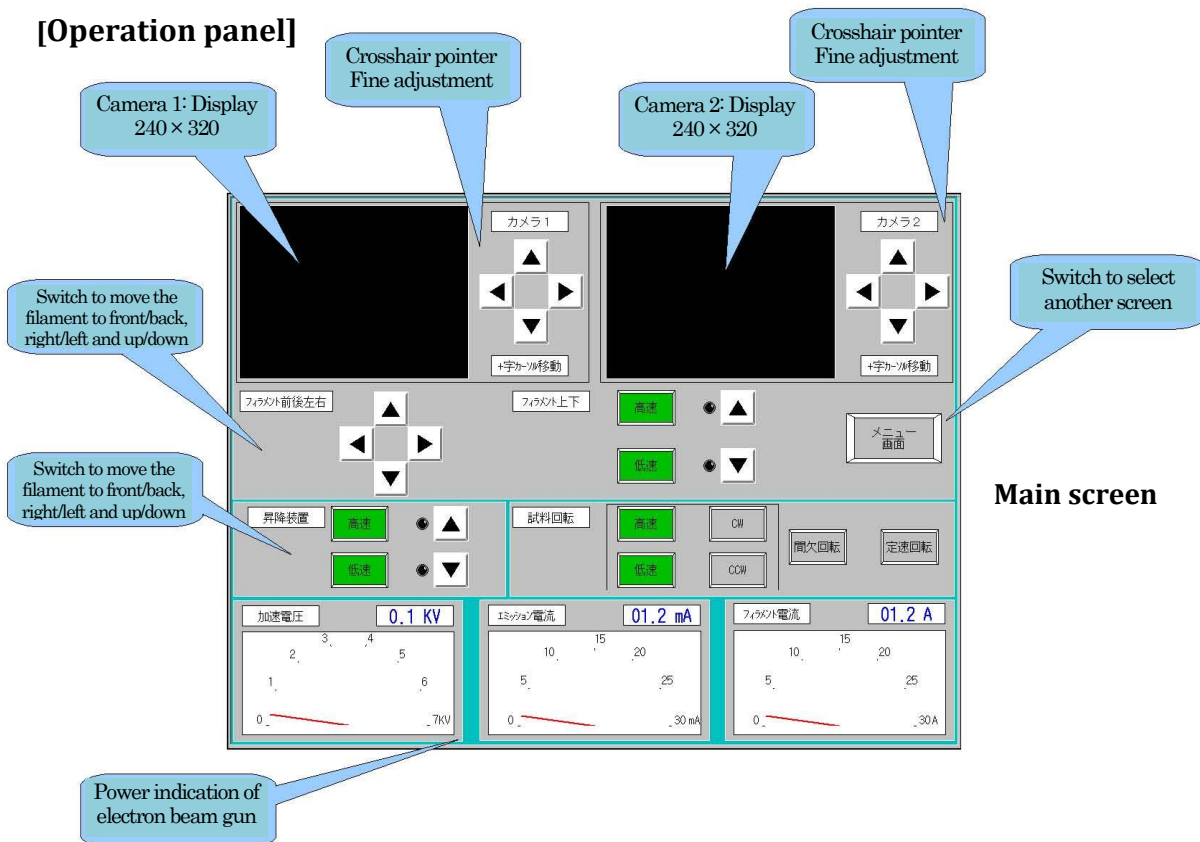 [Operation panel]
Crosshair pointer
Fine adjustment
Crosshair pointer
Fine adjustment
Camera 1: Display
240 × 320
Camera 2: Display
240 × 320
カメラ1
カメラ2
Switch to select
another screen
Switch to move the
filament to front/back,
right/left and up/down
+字カーソル移動
+字カーソル移動
フィラメント前後左右
フィラメント上下
高速
低速
メニュー
画面
Switch to move the
filament to front/back,
right/left and up/down
Main screen
昇降装置
高速
低速
試料回転
高速
CW
低速
CCW
間欠回転
定速回転
加速電圧
0.1 KV
0
1
2
3
4
5
6
7KV
エミッション電流
01.2 mA
0
5
10
15
20
25
30 mA
フィラメント電流
01.2 A
0
5
10
15
20
25
30A
Power indication of
electron beam gun